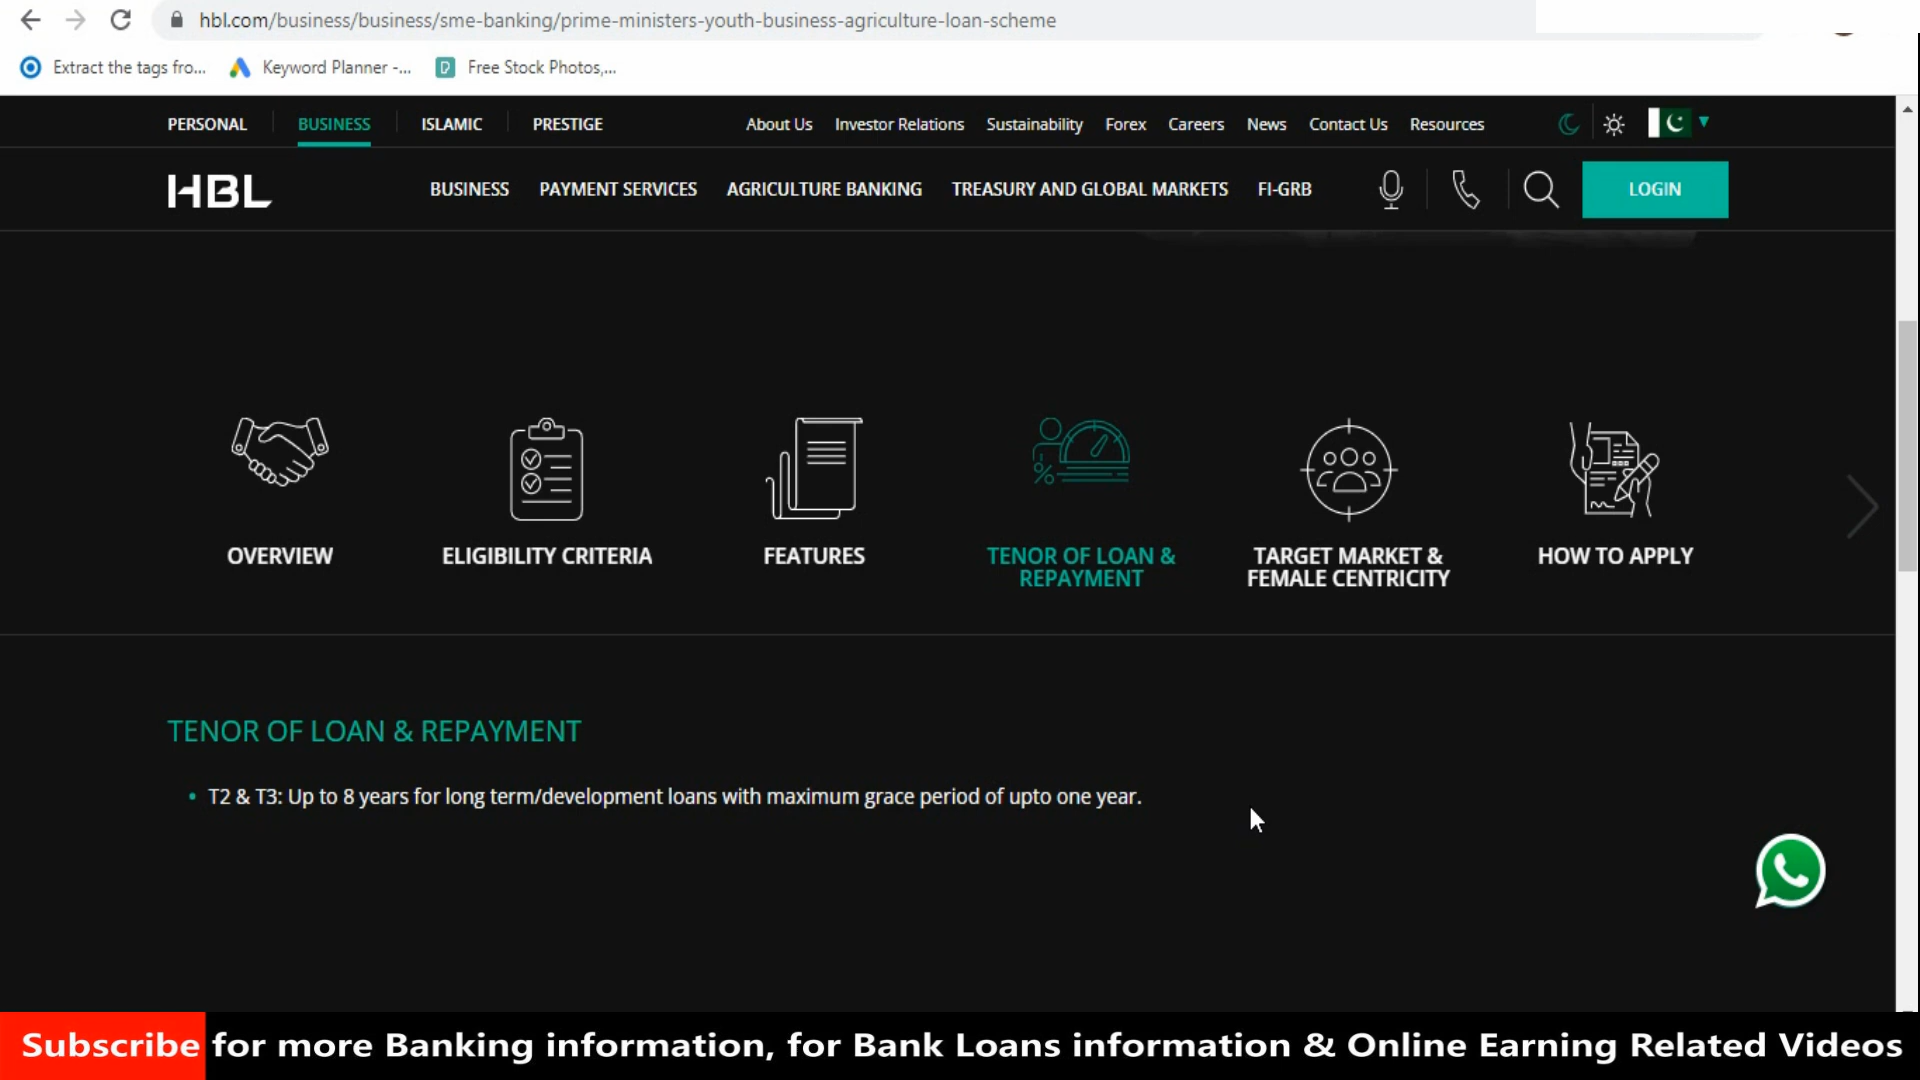 hbl.com/business/business/sme-banking/prime-ministers-youth-business-agriculture-loan-scheme
Extract the tags fro... Keyword Planner -... Free Stock Photos,...
PERSONAL BUSINESS ISLAMIC PRESTIGE About Us Investor Relations Sustainability Forex Careers News Contact Us Resources
HBL BUSINESS PAYMENT SERVICES AGRICULTURE BANKING TREASURY AND GLOBAL MARKETS FI-GRB LOGIN
OVERVIEW ELIGIBILITY CRITERIA FEATURES TENOR OF LOAN & TARGET MARKET & HOW TO APPLY
REPAYMENT FEMALE CENTRICITY
TENOR OF LOAN & REPAYMENT
• T2 & T3: Up to 8 years for long term/development loans with maximum grace period of upto one year.
Subscribe for more Banking information, for Bank Loans information & Online Earning Related Videos